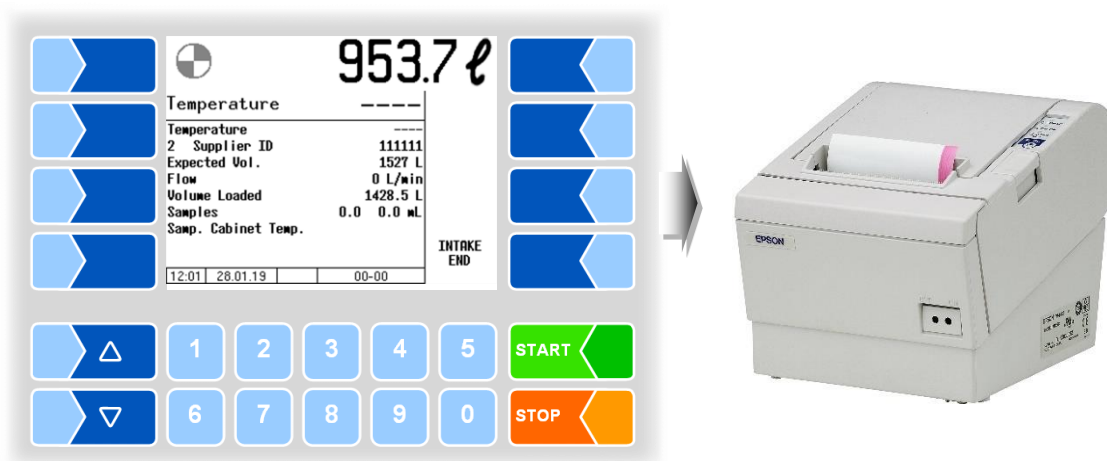 953.7 ℓ
Temperature ----
Temperature ----
2 Supplier ID 111111
Expected Vol. 1527 L
Flow 0 L/min
Volume Loaded 1428.5 L
Samples 0.0 0.0 mL
Samp. Cabinet Temp.
INTAKE
END
12:01 28.01.19 00-00
1 2 3 4 5 START
6 7 8 9 0 STOP
EPSON